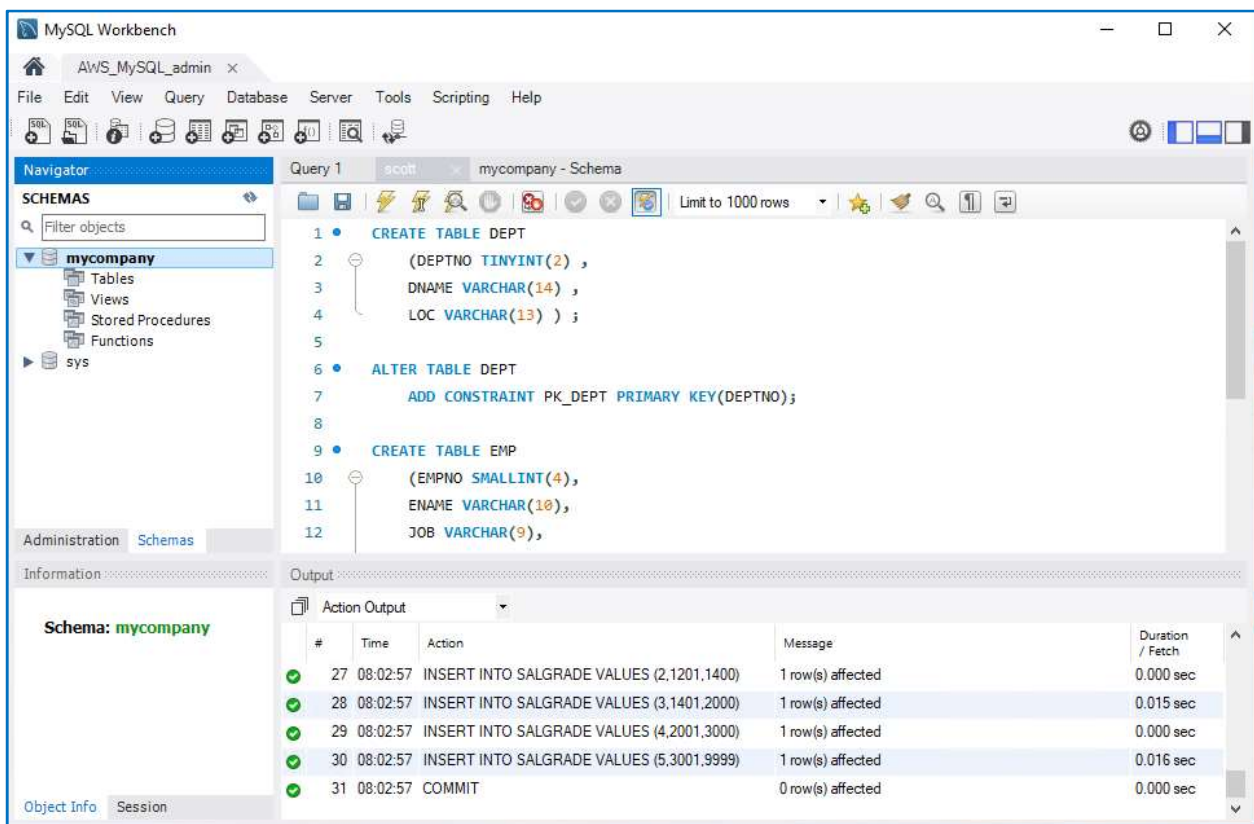 MySQL Workbench
AWS_MySQL_admin
File Edit View Query Database Server Tools Scripting Help
Navigator
SCHEMAS
Filter objects
mycompany
Tables
Views
Stored Procedures
Functions
sys
Administration Schemas
Information
Schema: mycompany
Object Info Session
Query 1 scott mycompany - Schema
Limit to 1000 rows
1 CREATE TABLE DEPT
2 (DEPTNO TINYINT(2) ,
3 DNAME VARCHAR(14) ,
4 LOC VARCHAR(13) ) ;
5
6 ALTER TABLE DEPT
7 ADD CONSTRAINT PK_DEPT PRIMARY KEY(DEPTNO);
8
9 CREATE TABLE EMP
10 (EMPNO SMALLINT(4),
11 ENAME VARCHAR(10),
12 JOB VARCHAR(9),
Output
Action Output
# Time Action Message Duration / Fetch
27 08:02:57 INSERT INTO SALGRADE VALUES (2,1201,1400) 1 row(s) affected 0.000 sec
28 08:02:57 INSERT INTO SALGRADE VALUES (3,1401,2000) 1 row(s) affected 0.015 sec
29 08:02:57 INSERT INTO SALGRADE VALUES (4,2001,3000) 1 row(s) affected 0.000 sec
30 08:02:57 INSERT INTO SALGRADE VALUES (5,3001,9999) 1 row(s) affected 0.016 sec
31 08:02:57 COMMIT 0 row(s) affected 0.000 sec